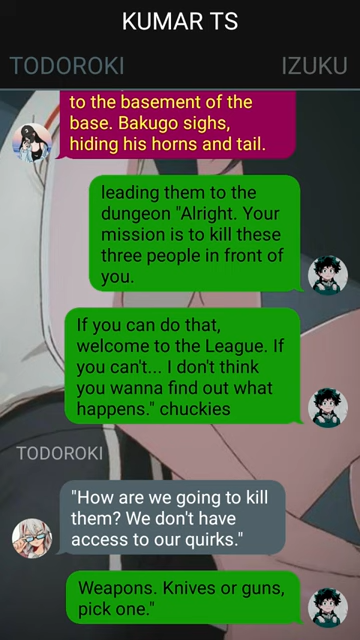 KUMAR TS
TODOROKI
IZUKU
to the basement of the
base. Bakugo sighs,
hiding his horns and tail.
leading them to the
dungeon "Alright. Your
mission is to kill these
three people in front of
you.
If you can do that,
welcome to the League. If
you can't... I don't think
you wanna find out what
happens." chuckies
TODOROKI
"How are we going to kill
them? We don't have
access to our quirks."
Weapons. Knives or guns,
pick one."